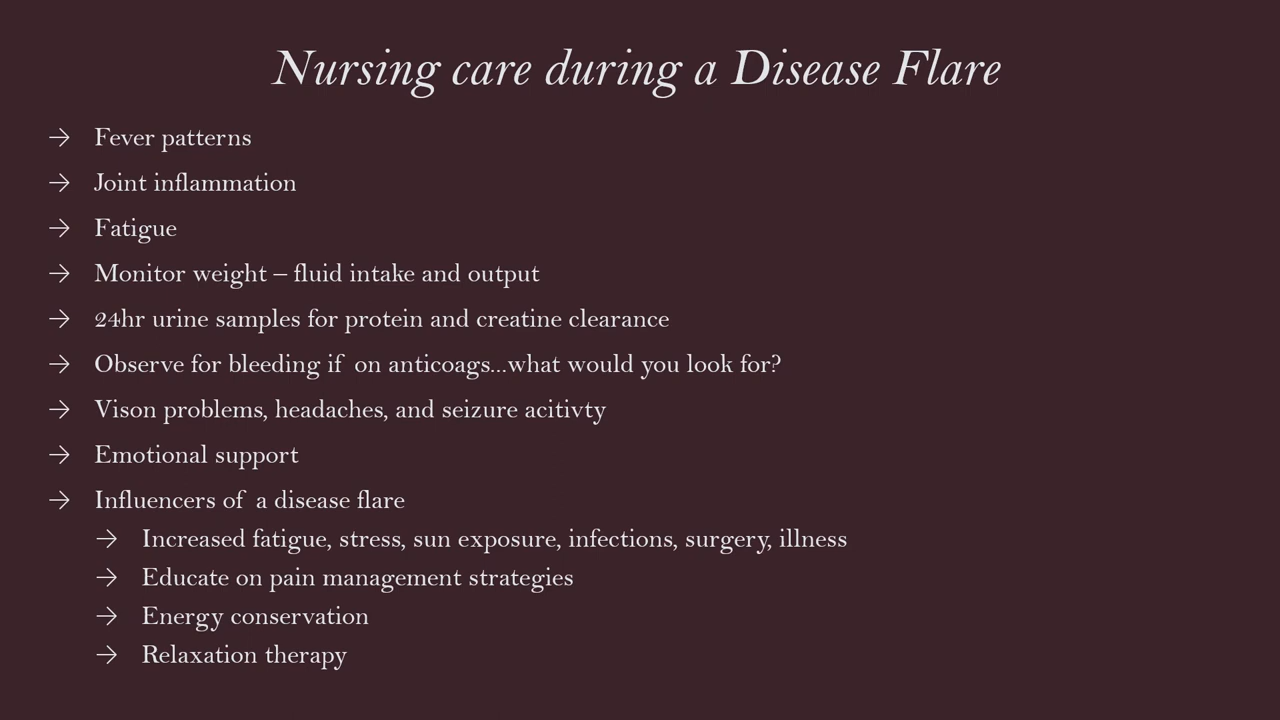 Nursing care during a Disease Flare
→ Fever patterns
→ Joint inflammation
→ Fatigue
→ Monitor weight – fluid intake and output
→ 24hr urine samples for protein and creatine clearance
→ Observe for bleeding if  on anticoags...what would you look for?
→ Vison problems, headaches, and seizure acitivty
→ Emotional support
→ Influencers of  a disease flare
→ Increased fatigue, stress, sun exposure, infections, surgery, illness
→ Educate on pain management strategies
→ Energy conservation
→ Relaxation therapy